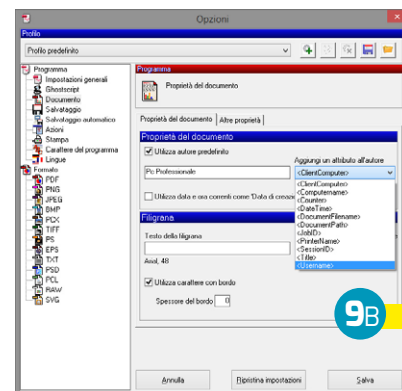 Opzioni
Profilo
Profilo predefinito
Programma
Impostazioni generali
Ghostscript
Documento
Salvataggio
Salvataggio automatico
Azioni
Stampa
Carattere del programma
Lingue
Formato
PDF
PNG
JPEG
BMP
PCX
TIFF
PS
EPS
TXT
PSD
PCL
RAW
SVG
Programma
Proprietà del documento
Proprietà del documento Altre proprietà
Proprietà del documento
Utilizza autore predefinito
Aggiungi un attributo all'autore
Pc Professionale
<ClientComputer>
<ClientComputer>
<Computername>
<Counter>
<DateTime>
<DocumentFilename>
<DocumentPath>
<JobID>
<PrinterName>
<SessionID>
<Title>
<Username>
Utilizza data e ora correnti come 'Data di creazio
Filigrana
Testo della filigrana
Arial, 48
Utilizza carattere con bordo
Spessore del bordo 0
9B
Annulla
Ripristina impostazioni
Salva